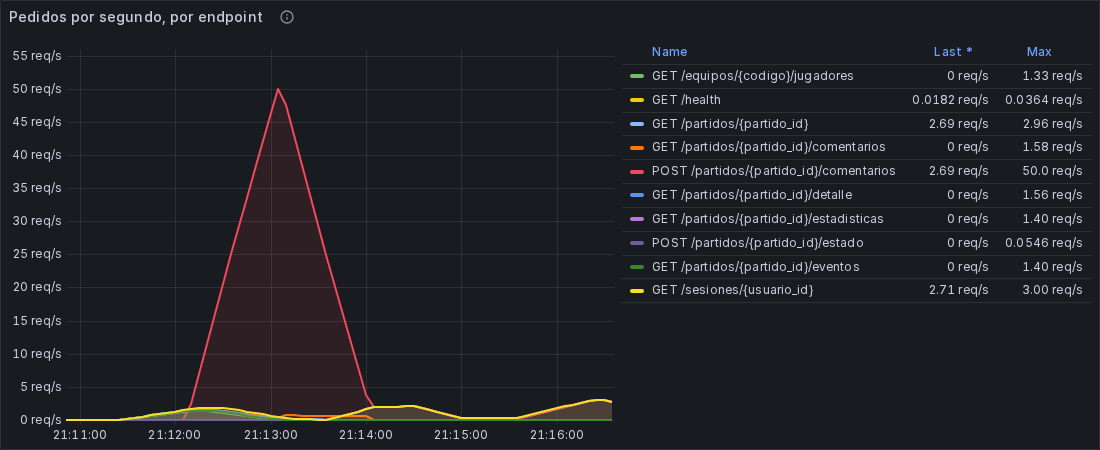 Pedidos por segundo, por endpoint
55 req/s
50 req/s
45 req/s
40 req/s
35 req/s
30 req/s
25 req/s
20 req/s
15 req/s
10 req/s
5 req/s
0 req/s
21:11:00 21:12:00 21:13:00 21:14:00 21:15:00 21:16:00
Name Last * Max
GET /equipos/{codigo}/jugadores 0 req/s 1.33 req/s
GET /health 0.0182 req/s 0.0364 req/s
GET /partidos/{partido_id} 2.69 req/s 2.96 req/s
GET /partidos/{partido_id}/comentarios 0 req/s 1.58 req/s
POST /partidos/{partido_id}/comentarios 2.69 req/s 50.0 req/s
GET /partidos/{partido_id}/detalle 0 req/s 1.56 req/s
GET /partidos/{partido_id}/estadisticas 0 req/s 1.40 req/s
POST /partidos/{partido_id}/estado 0 req/s 0.0546 req/s
GET /partidos/{partido_id}/eventos 0 req/s 1.40 req/s
GET /sesiones/{usuario_id} 2.71 req/s 3.00 req/s